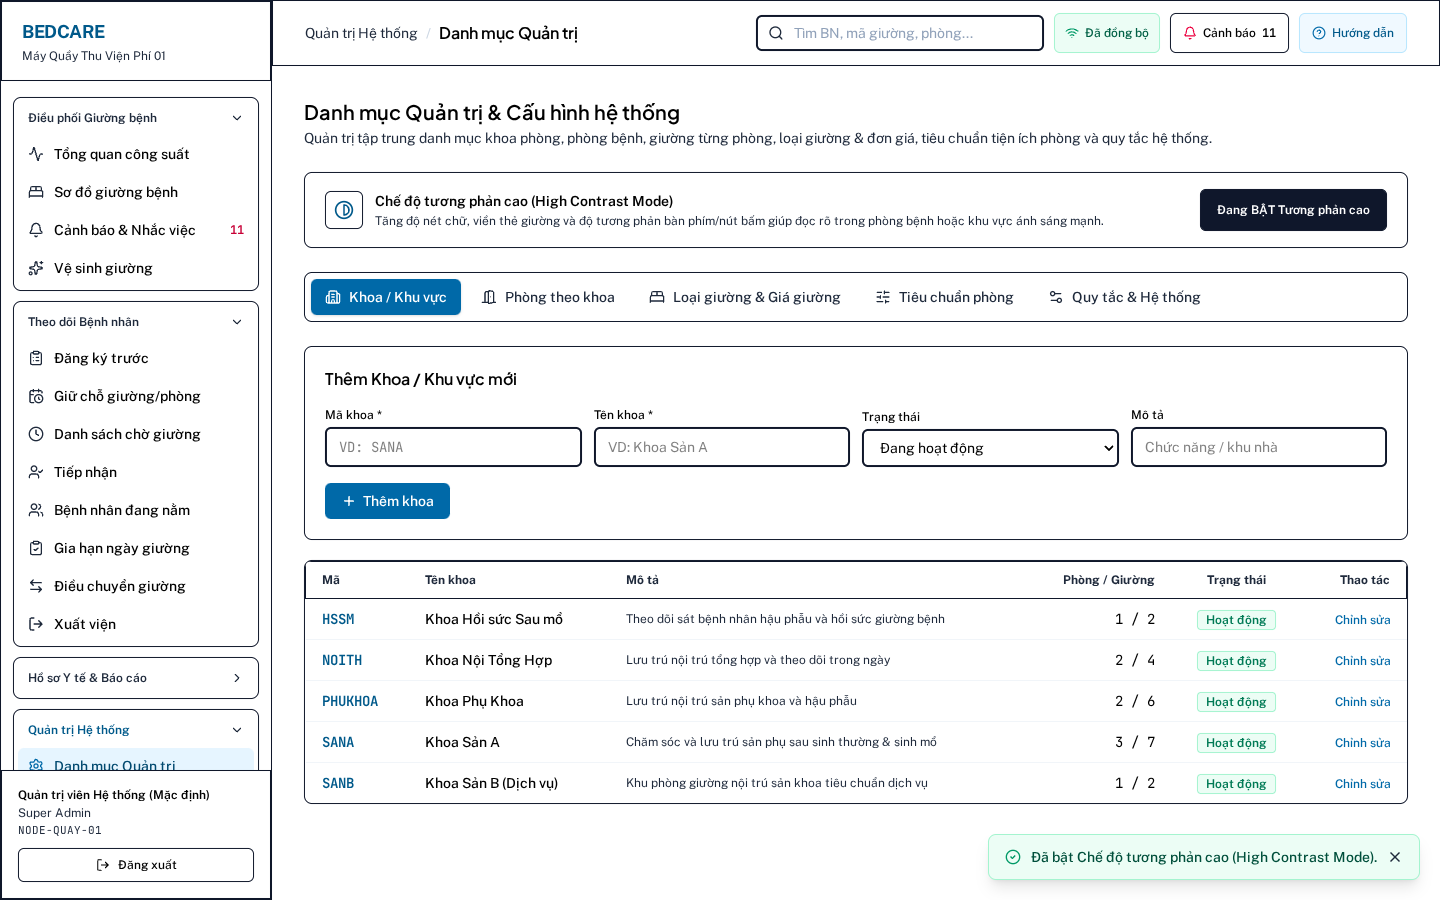 BEDCARE
Máy Quầy Thu Viện Phí 01
Điều phối Giường bệnh
Tổng quan công suất
Sơ đồ giường bệnh
Cảnh báo & Nhắc việc 11
Vệ sinh giường
Theo dõi Bệnh nhân
Đăng ký trước
Giữ chỗ giường/phòng
Danh sách chờ giường
Tiếp nhận
Bệnh nhân đang nằm
Gia hạn ngày giường
Điều chuyển giường
Xuất viện
Hồ sơ Y tế & Báo cáo
Quản trị Hệ thống
Danh mục Quản trị
Quản trị viên Hệ thống (Mặc định)
Super Admin
NODE-QUAY-01
Đăng xuất
Quản trị Hệ thống / Danh mục Quản trị
Tìm BN, mã giường, phòng...
Đã đồng bộ
Cảnh báo 11
Hướng dẫn
Danh mục Quản trị & Cấu hình hệ thống
Quản trị tập trung danh mục khoa phòng, phòng bệnh, giường từng phòng, loại giường & đơn giá, tiêu chuẩn tiện ích phòng và quy tắc hệ thống.
Chế độ tương phản cao (High Contrast Mode)
Tăng độ nét chữ, viền thẻ giường và độ tương phản bàn phím/nút bấm giúp đọc rõ trong phòng bệnh hoặc khu vực ánh sáng mạnh.
Đang BẬT Tương phản cao
Khoa / Khu vực
Phòng theo khoa
Loại giường & Giá giường
Tiêu chuẩn phòng
Quy tắc & Hệ thống
Thêm Khoa / Khu vực mới
Mã khoa * Tên khoa * Trạng thái Mô tả
VD: SANA VD: Khoa Sản A Đang hoạt động Chức năng / khu nhà
Thêm khoa
Mã Tên khoa Mô tả Phòng / Giường Trạng thái Thao tác
HSSM Khoa Hồi sức Sau mổ Theo dõi sát bệnh nhân hậu phẫu và hồi sức giường bệnh 1 / 2 Hoạt động Chỉnh sửa
NOITH Khoa Nội Tổng Hợp Lưu trú nội trú tổng hợp và theo dõi trong ngày 2 / 4 Hoạt động Chỉnh sửa
PHUKHOA Khoa Phụ Khoa Lưu trú nội trú sản phụ khoa và hậu phẫu 2 / 6 Hoạt động Chỉnh sửa
SANA Khoa Sản A Chăm sóc và lưu trú sản phụ sau sinh thường & sinh mổ 3 / 7 Hoạt động Chỉnh sửa
SANB Khoa Sản B (Dịch vụ) Khu phòng giường nội trú sản khoa tiêu chuẩn dịch vụ 1 / 2 Hoạt động Chỉnh sửa
Đã bật Chế độ tương phản cao (High Contrast Mode).